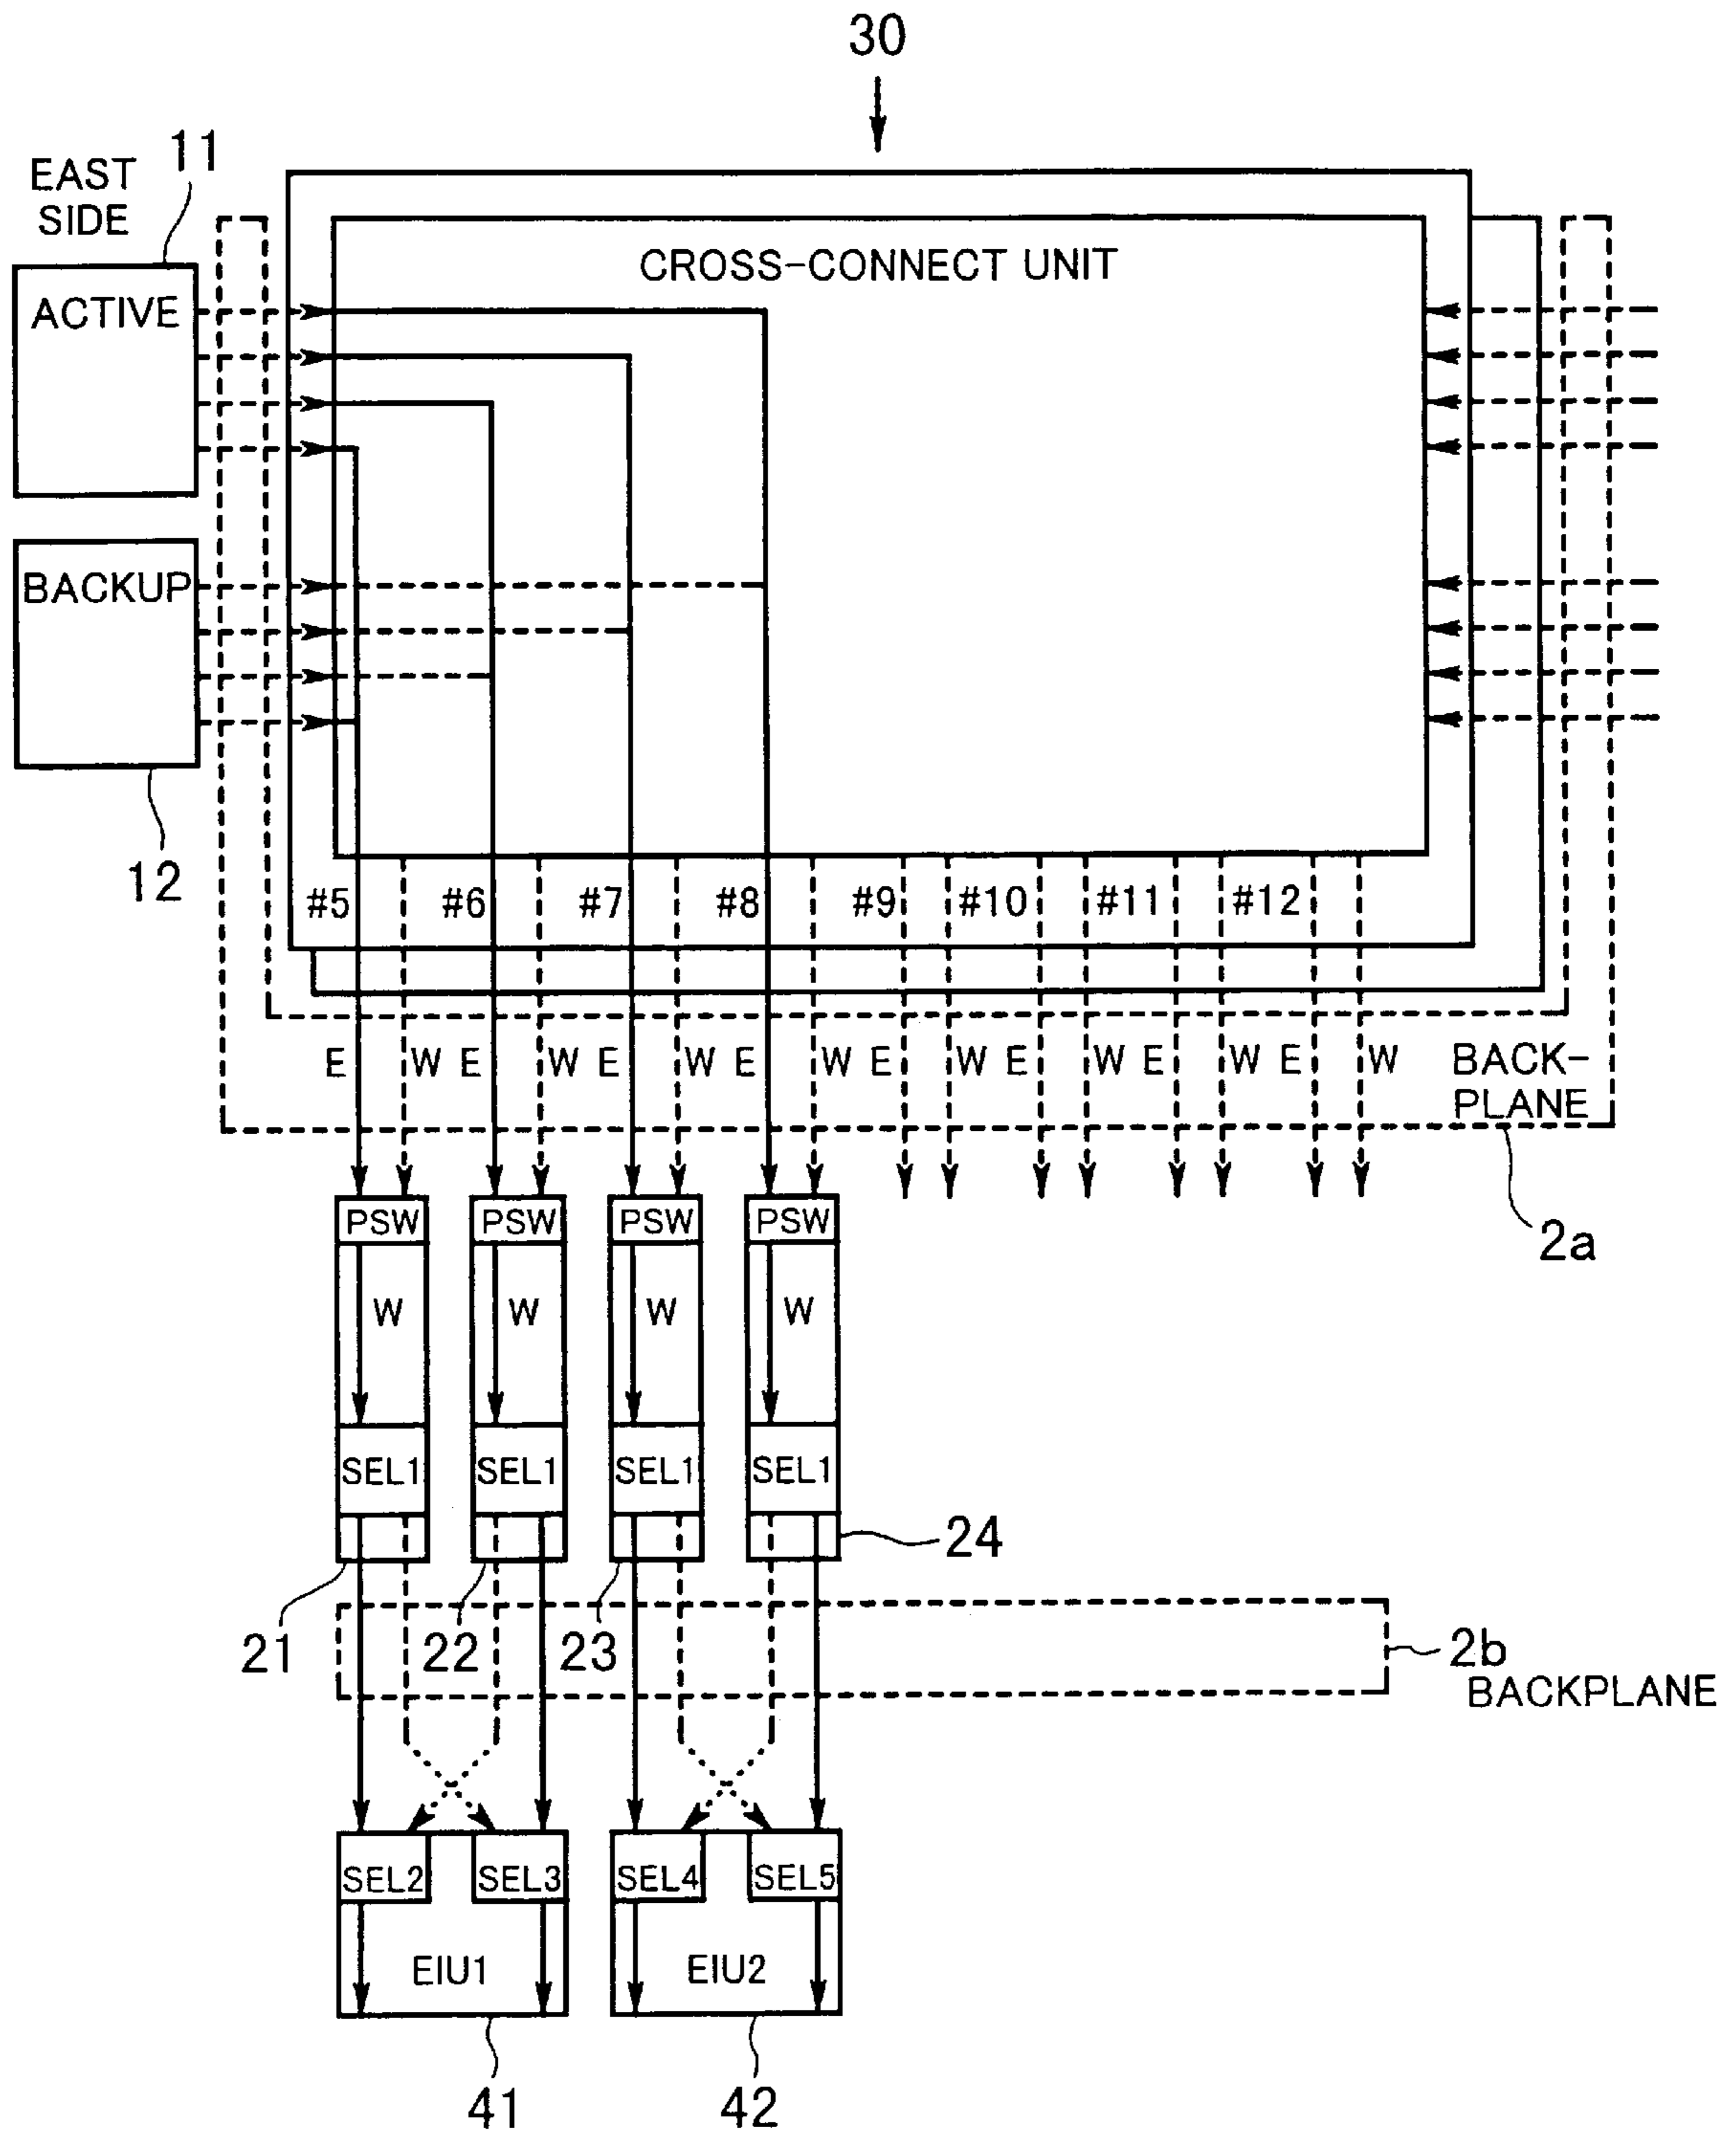 30
11
EAST
SIDE
CROSS-CONNECT UNIT
ACTIVE
BACKUP
12
#5 #6 #7 #8 #9 #10 #11 #12
E W E W E W E W E W E W E W E W
BACK-
PLANE
2a
PSW PSW PSW PSW
W W W W
SEL1 SEL1 SEL1 SEL1
24
21 22 23
2b
BACKPLANE
SEL2 SEL3 SEL4 SEL5
EIU1 EIU2
41 42